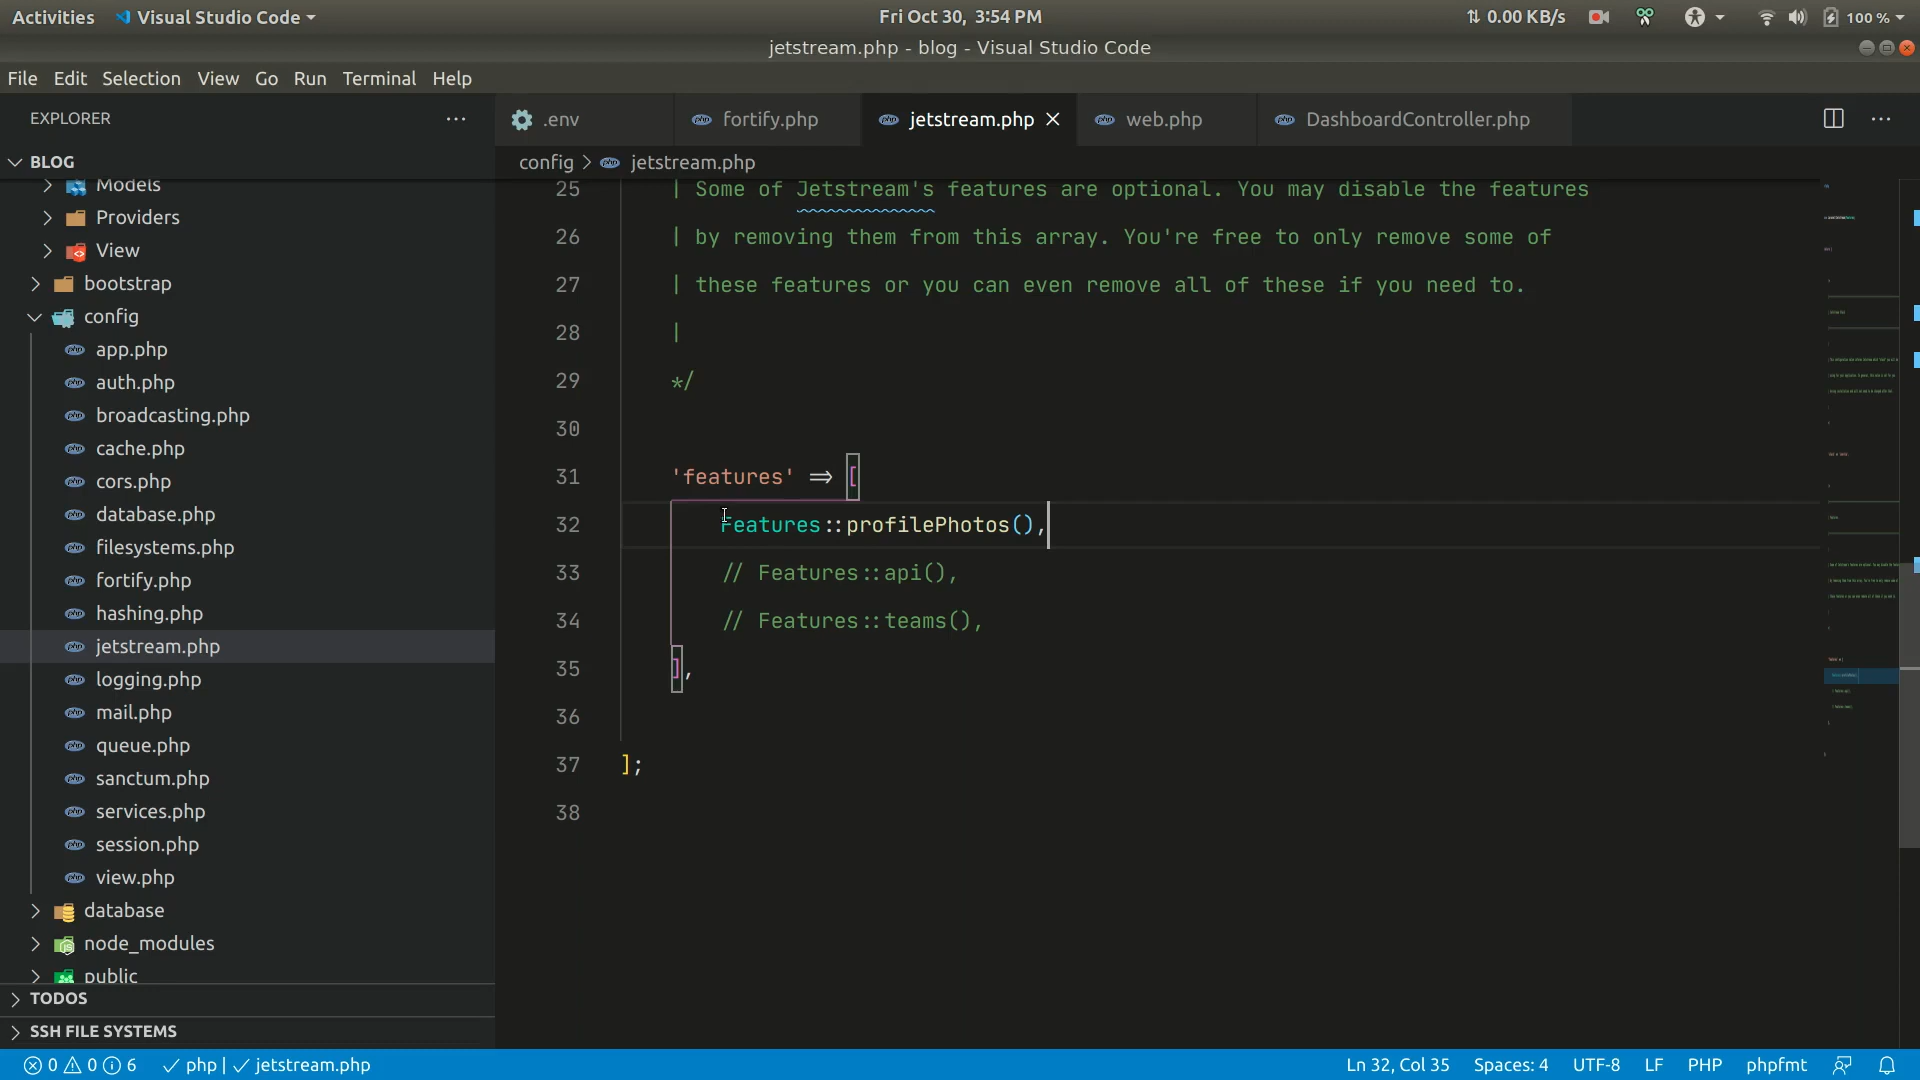 Activities Visual Studio Code Fri Oct 30, 3:54 PM 0.00 KB/s 100 %
jetstream.php - blog - Visual Studio Code
File Edit Selection View Go Run Terminal Help
EXPLORER
.env fortify.php jetstream.php web.php DashboardController.php
BLOG
config > jetstream.php
Models
Providers
View
bootstrap
config
app.php
auth.php
broadcasting.php
cache.php
cors.php
database.php
filesystems.php
fortify.php
hashing.php
jetstream.php
logging.php
mail.php
queue.php
sanctum.php
services.php
session.php
view.php
database
node_modules
public
TODOS
SSH FILE SYSTEMS
25 | Some of Jetstream's features are optional. You may disable the features
26 | by removing them from this array. You're free to only remove some of
27 | these features or you can even remove all of these if you need to.
28 |
29 */
30
31 'features' => [
32 Features::profilePhotos(),
33 // Features::api(),
34 // Features::teams(),
35 ],
36
37 ];
38
0 0 6 php | jetstream.php Ln 32, Col 35 Spaces: 4 UTF-8 LF PHP phpfmt